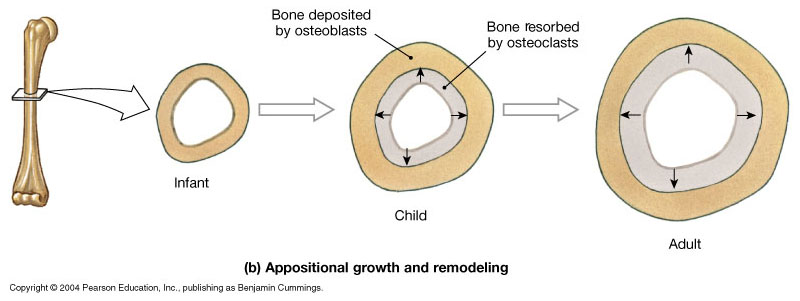 Bone deposited
by osteoblasts
Bone resorbed
by osteoclasts
Infant
Child
Adult
(b) Appositional growth and remodeling
Copyright © 2004 Pearson Education, Inc., publishing as Benjamin Cummings.